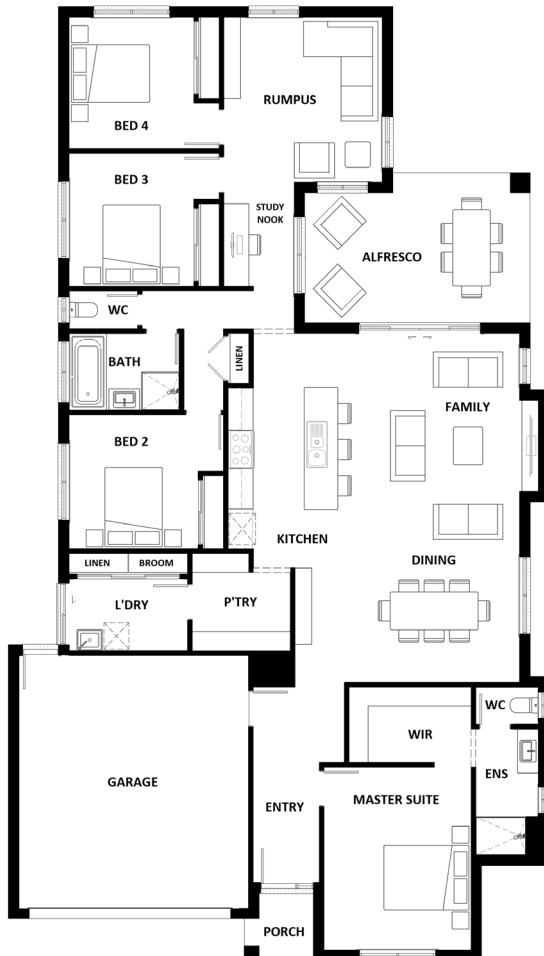 RUMPUS
BED 4
BED 3
STUDY
NOOK
ALFRESCO
WC
BATH
LINEN
FAMILY
BED 2
KITCHEN
DINING
LINEN
BROOM
L'DRY
P'TRY
WC
WIR
ENS
GARAGE
ENTRY
MASTER SUITE
PORCH